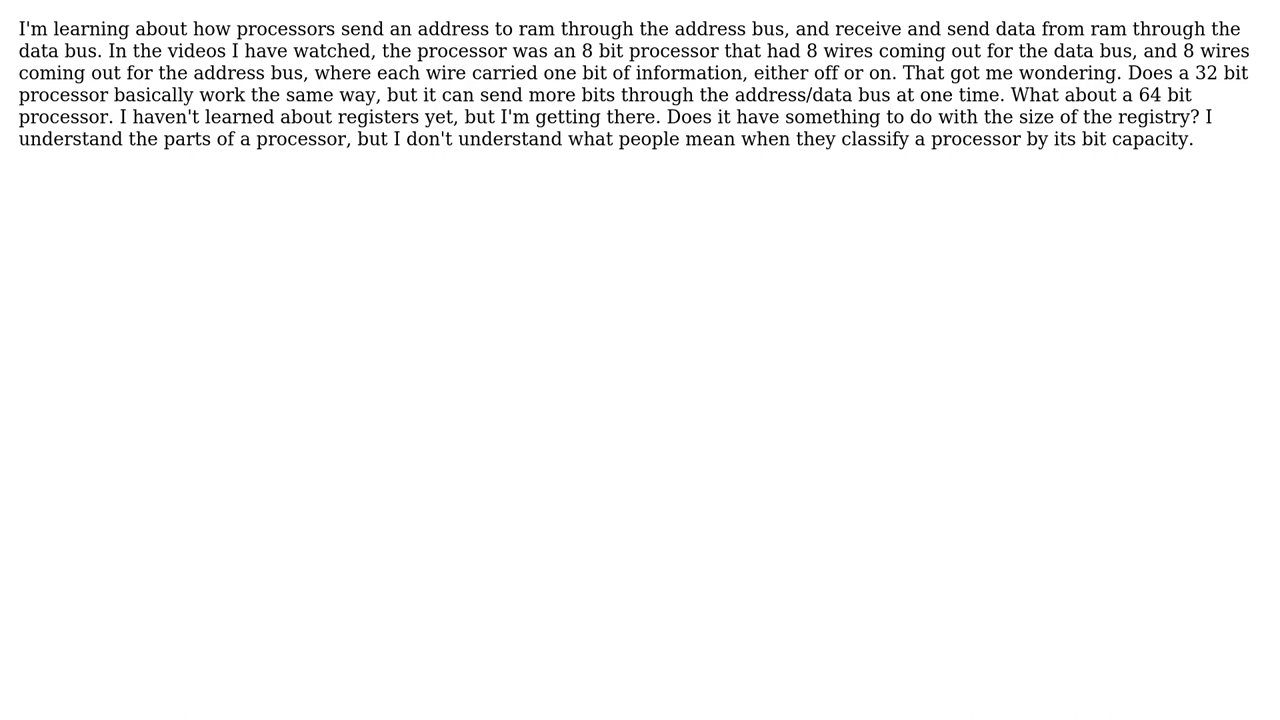 I'm learning about how processors send an address to ram through the address bus, and receive and send data from ram through the
data bus. In the videos I have watched, the processor was an 8 bit processor that had 8 wires coming out for the data bus, and 8 wires
coming out for the address bus, where each wire carried one bit of information, either off or on. That got me wondering. Does a 32 bit
processor basically work the same way, but it can send more bits through the address/data bus at one time. What about a 64 bit
processor. I haven't learned about registers yet, but I'm getting there. Does it have something to do with the size of the registry? I
understand the parts of a processor, but I don't understand what people mean when they classify a processor by its bit capacity.